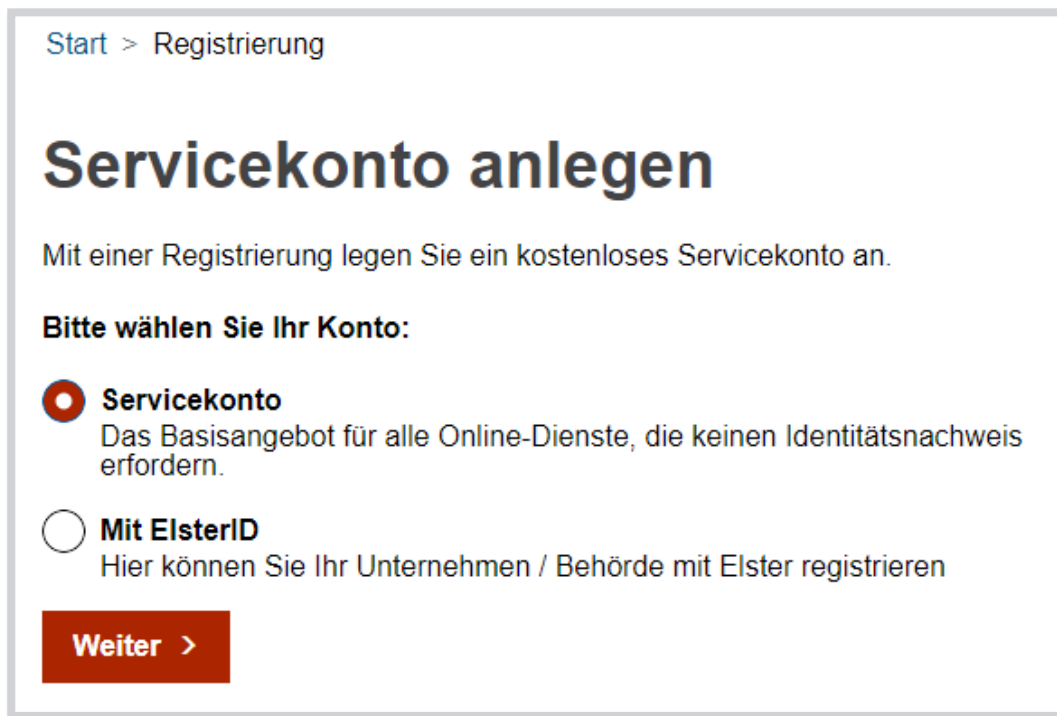 Start > Registrierung
Servicekonto anlegen
Mit einer Registrierung legen Sie ein kostenloses Servicekonto an.
Bitte wählen Sie Ihr Konto:
Servicekonto
Das Basisangebot für alle Online-Dienste, die keinen Identitätsnachweis
erfordern.
Mit ElsterID
Hier können Sie Ihr Unternehmen / Behörde mit Elster registrieren
Weiter >